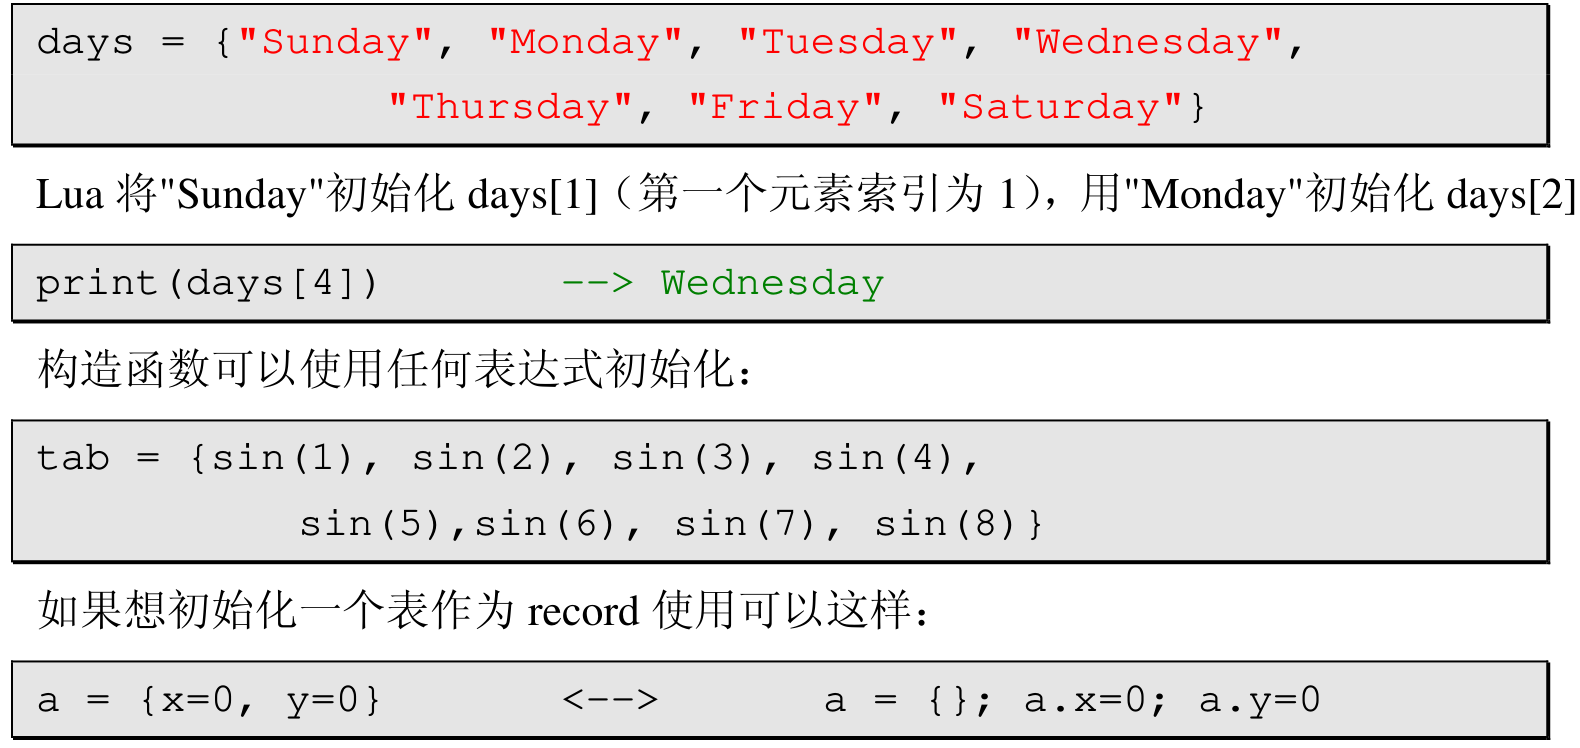 days = {"Sunday", "Monday", "Tuesday", "Wednesday",
"Thursday", "Friday", "Saturday"}
Lua 将"Sunday"初始化 days[1]（第一个元素索引为 1），用"Monday"初始化 days[2]
print(days[4])       --> Wednesday
构造函数可以使用任何表达式初始化：
tab = {sin(1), sin(2), sin(3), sin(4),
sin(5),sin(6), sin(7), sin(8)}
如果想初始化一个表作为 record 使用可以这样：
a = {x=0, y=0}       <-->       a = {}; a.x=0; a.y=0